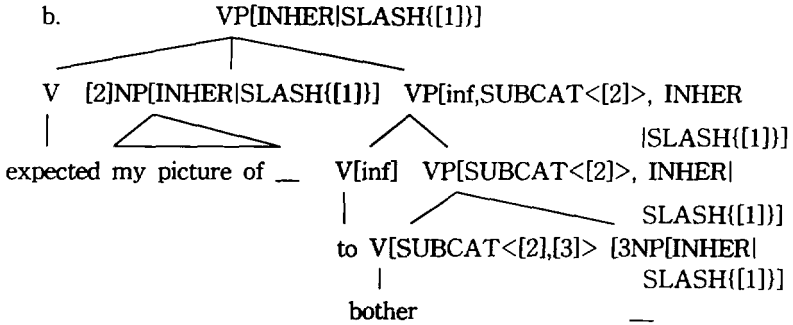 b. VP[INHER|SLASH{[1]}]
V [2]NP[INHER|SLASH{[1]}] VP[inf,SUBCAT<[2]>, INHER
|SLASH{[1]}]
expected my picture of __ V[inf] VP[SUBCAT<[2]>, INHER|
SLASH{[1]}]
to V[SUBCAT<[2],[3]> [3NP[INHER|
SLASH{[1]}]
bother __